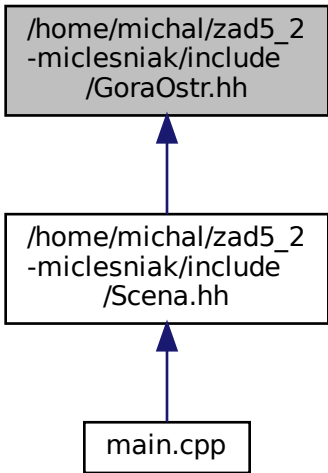 /home/michal/zad5_2
-miclesniak/include
/GoraOstr.hh
/home/michal/zad5_2
-miclesniak/include
/Scena.hh
main.cpp